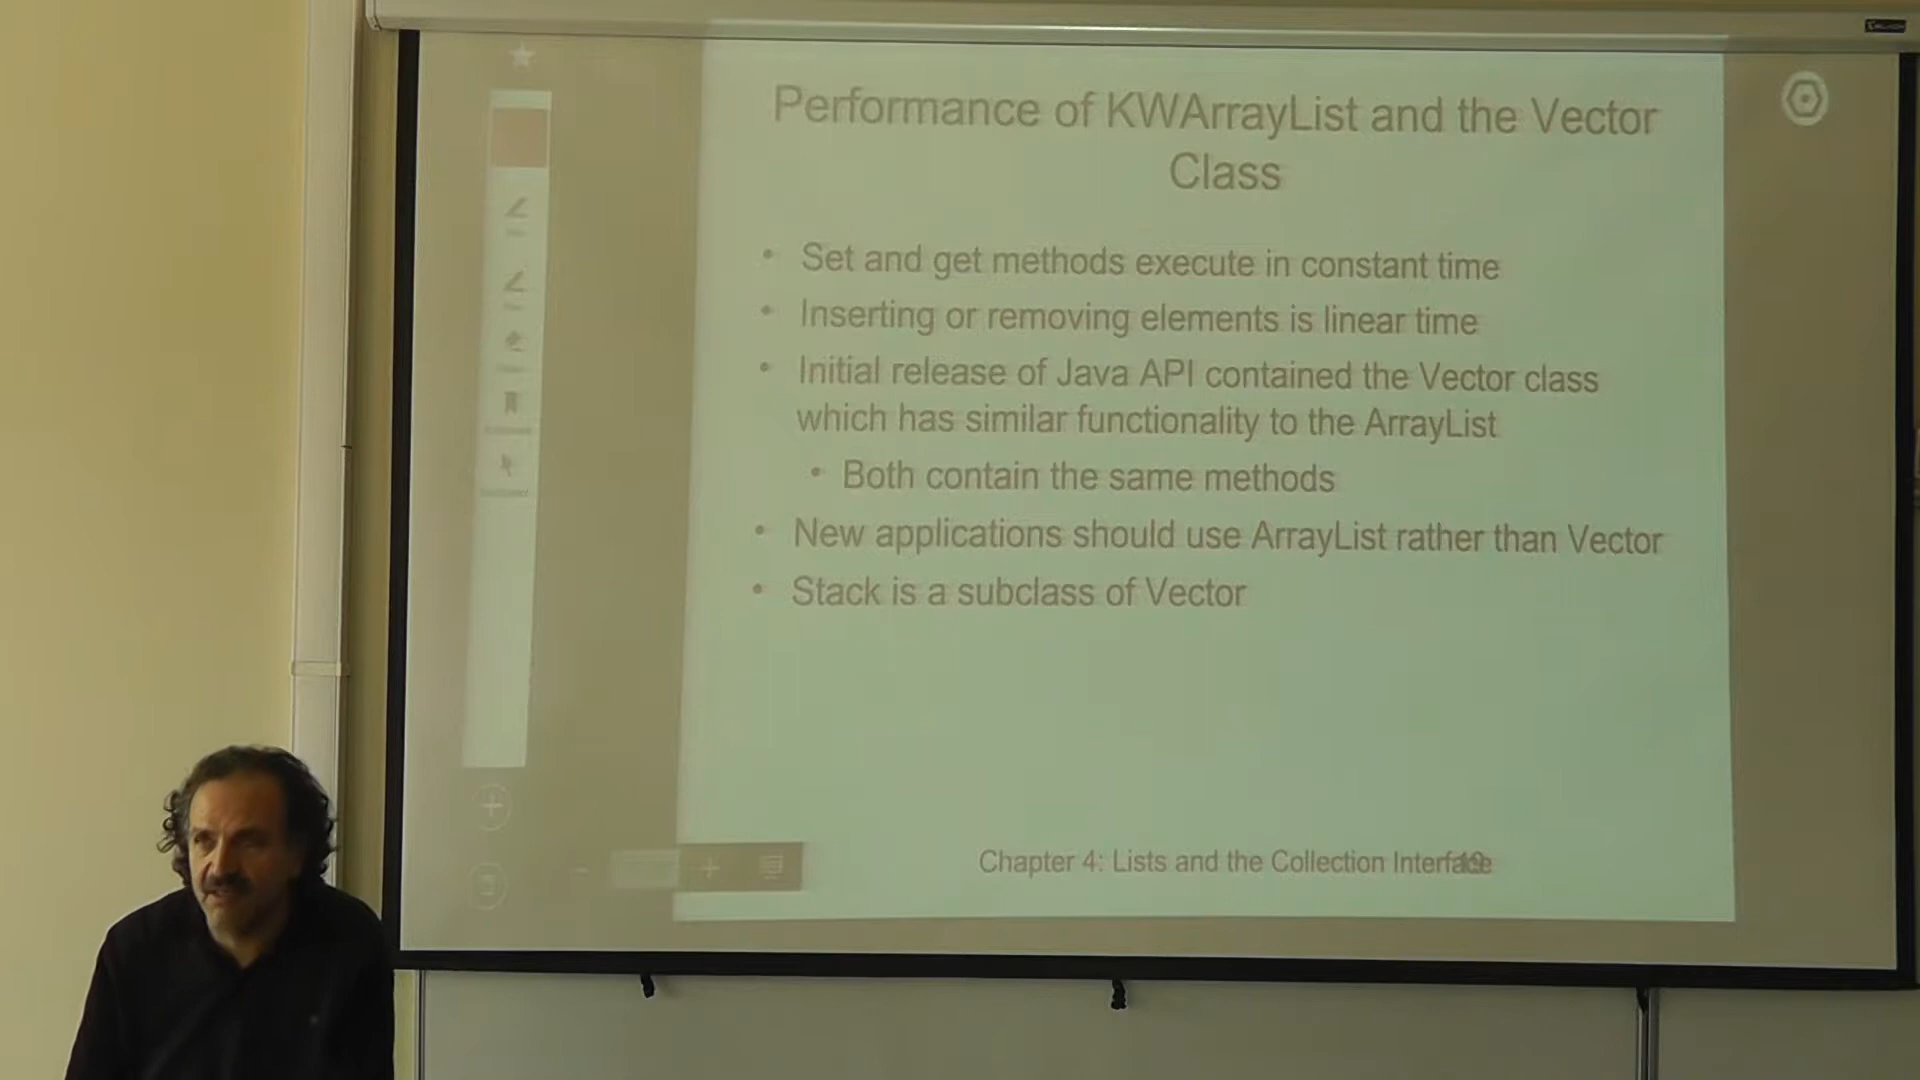 Performance of KWArrayList and the Vector
Class
• Set and get methods execute in constant time
• Inserting or removing elements is linear time
• Initial release of Java API contained the Vector class
which has similar functionality to the ArrayList
• Both contain the same methods
• New applications should use ArrayList rather than Vector
• Stack is a subclass of Vector
Chapter 4: Lists and the Collection Interface